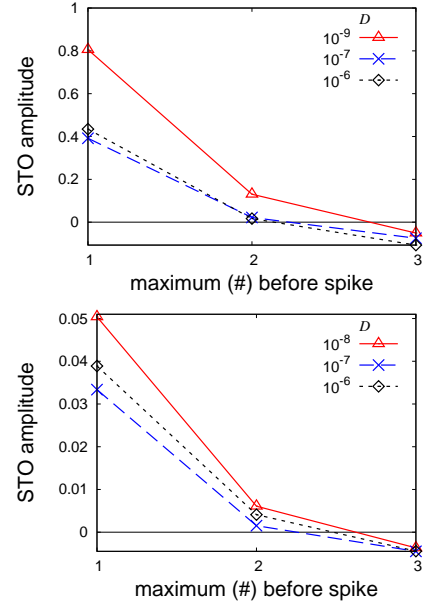 D
10^-9
10^-7
10^-6
1
0.8
0.6
0.4
0.2
0
STO amplitude
1 2 3
maximum (#) before spike
D
10^-8
10^-7
10^-6
0.05
0.04
0.03
0.02
0.01
0
STO amplitude
1 2 3
maximum (#) before spike